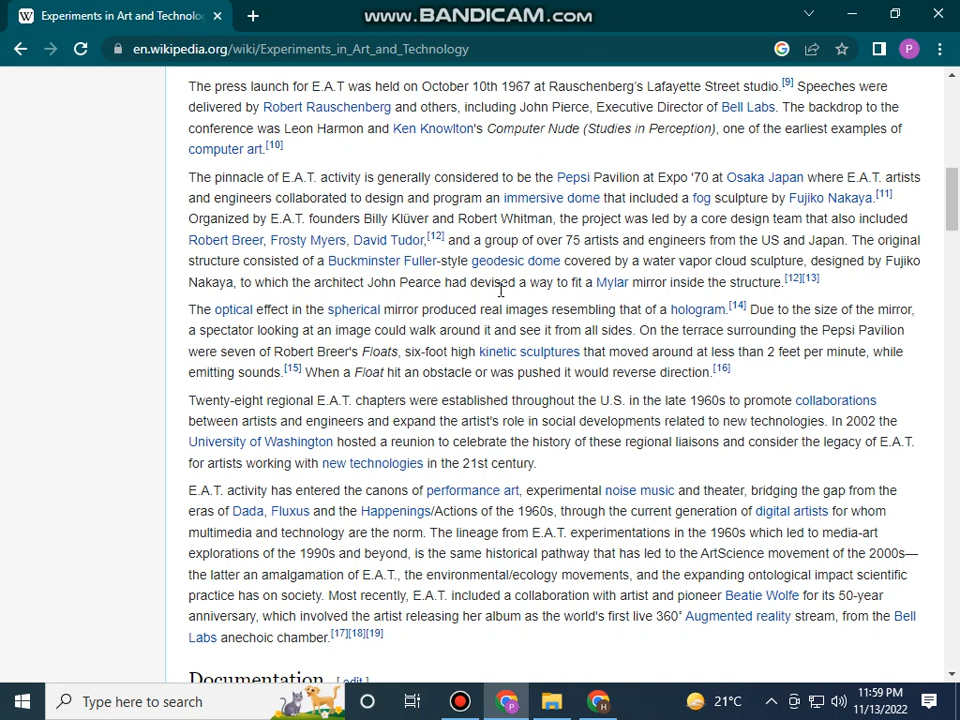 Experiments in Art and Technolo
www.BANDICAM.com
en.wikipedia.org/wiki/Experiments_in_Art_and_Technology
P
The press launch for E.A.T was held on October 10th 1967 at Rauschenberg's Lafayette Street studio.[9] Speeches were
delivered by Robert Rauschenberg and others, including John Pierce, Executive Director of Bell Labs. The backdrop to the
conference was Leon Harmon and Ken Knowlton's Computer Nude (Studies in Perception), one of the earliest examples of
computer art.[10]
The pinnacle of E.A.T. activity is generally considered to be the Pepsi Pavilion at Expo '70 at Osaka Japan where E.A.T. artists
and engineers collaborated to design and program an immersive dome that included a fog sculpture by Fujiko Nakaya.[11]
Organized by E.A.T. founders Billy Klüver and Robert Whitman, the project was led by a core design team that also included
Robert Breer, Frosty Myers, David Tudor,[12] and a group of over 75 artists and engineers from the US and Japan. The original
structure consisted of a Buckminster Fuller-style geodesic dome covered by a water vapor cloud sculpture, designed by Fujiko
Nakaya, to which the architect John Pearce had devised a way to fit a Mylar mirror inside the structure.[12][13]
The optical effect in the spherical mirror produced real images resembling that of a hologram.[14] Due to the size of the mirror,
a spectator looking at an image could walk around it and see it from all sides. On the terrace surrounding the Pepsi Pavilion
were seven of Robert Breer's Floats, six-foot high kinetic sculptures that moved around at less than 2 feet per minute, while
emitting sounds.[15] When a Float hit an obstacle or was pushed it would reverse direction.[16]
Twenty-eight regional E.A.T. chapters were established throughout the U.S. in the late 1960s to promote collaborations
between artists and engineers and expand the artist's role in social developments related to new technologies. In 2002 the
University of Washington hosted a reunion to celebrate the history of these regional liaisons and consider the legacy of E.A.T.
for artists working with new technologies in the 21st century.
E.A.T. activity has entered the canons of performance art, experimental noise music and theater, bridging the gap from the
eras of Dada, Fluxus and the Happenings/Actions of the 1960s, through the current generation of digital artists for whom
multimedia and technology are the norm. The lineage from E.A.T. experimentations in the 1960s which led to media-art
explorations of the 1990s and beyond, is the same historical pathway that has led to the ArtScience movement of the 2000s—
the latter an amalgamation of E.A.T., the environmental/ecology movements, and the expanding ontological impact scientific
practice has on society. Most recently, E.A.T. included a collaboration with artist and pioneer Beatie Wolfe for its 50-year
anniversary, which involved the artist releasing her album as the world's first live 360˚ Augmented reality stream, from the Bell
Labs anechoic chamber.[17][18][19]
Documentation [ edit ]
Type here to search
21°C
11:59 PM
11/13/2022